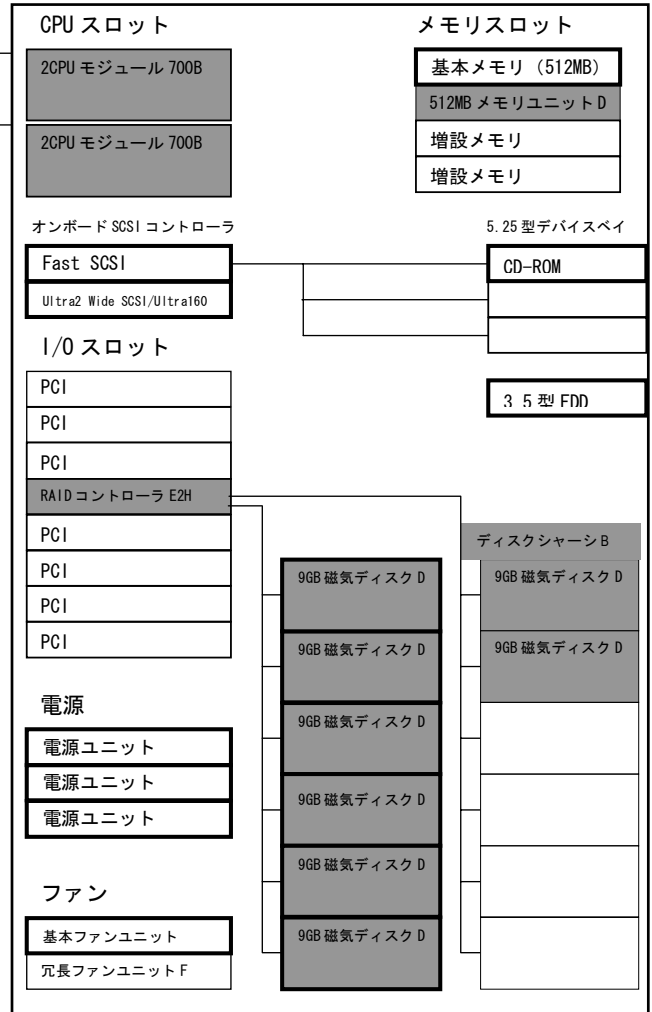 CPU スロット
2CPU モジュール 700B
2CPU モジュール 700B
メモリスロット
基本メモリ (512MB)
512MB メモリユニット D
増設メモリ
増設メモリ
オンボード SCSI コントローラ
Fast SCSI
Ultra2 Wide SCSI/Ultra160
5.25 型デバイスベイ
CD-ROM
3.5 型 FDD
I/O スロット
PCI
PCI
PCI
RAID コントローラ E2H
PCI
PCI
PCI
PCI
9GB 磁気ディスク D
9GB 磁気ディスク D
9GB 磁気ディスク D
9GB 磁気ディスク D
9GB 磁気ディスク D
9GB 磁気ディスク D
ディスクシャーシ B
9GB 磁気ディスク D
9GB 磁気ディスク D
電源
電源ユニット
電源ユニット
電源ユニット
ファン
基本ファンユニット
冗長ファンユニット F